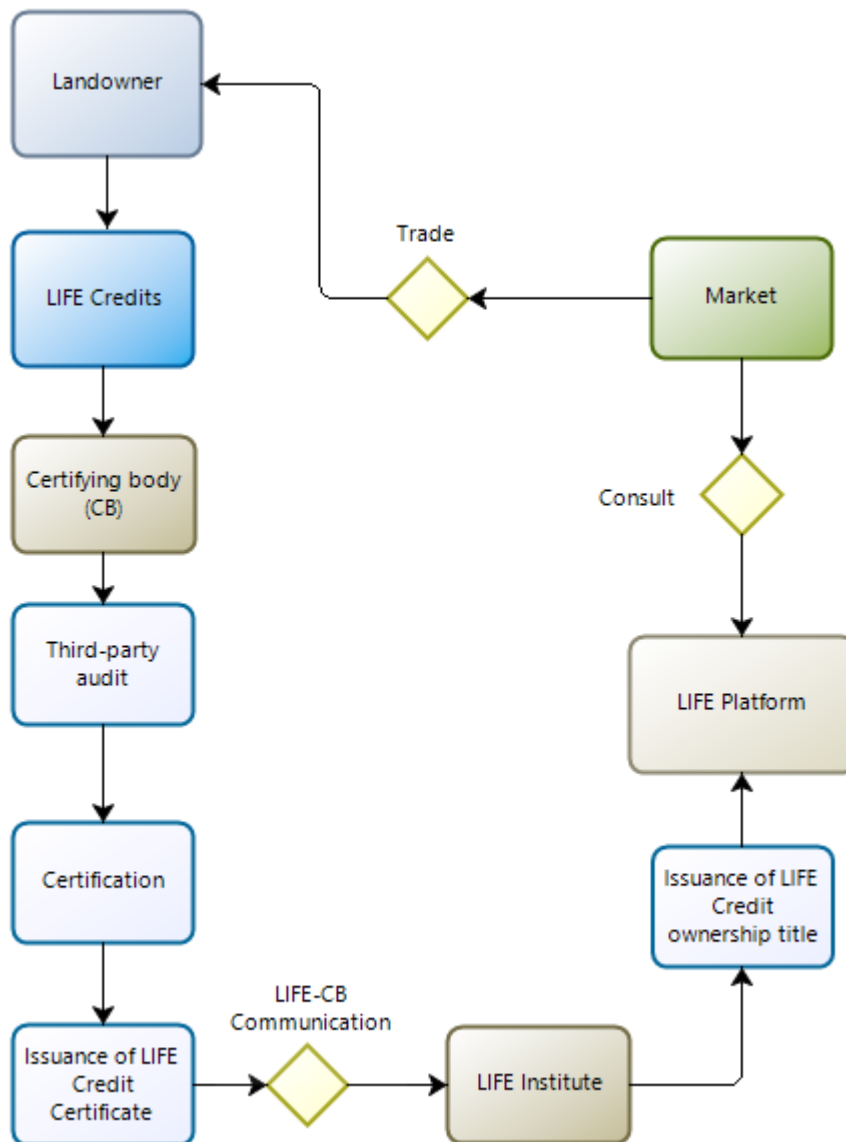 Landowner
Trade
LIFE Credits
Market
Certifying body
(CB)
Consult
Third-party
audit
LIFE Platform
Certification
Issuance of LIFE
Credit
ownership title
LIFE-CB
Communication
Issuance of LIFE
Credit
Certificate
LIFE Institute